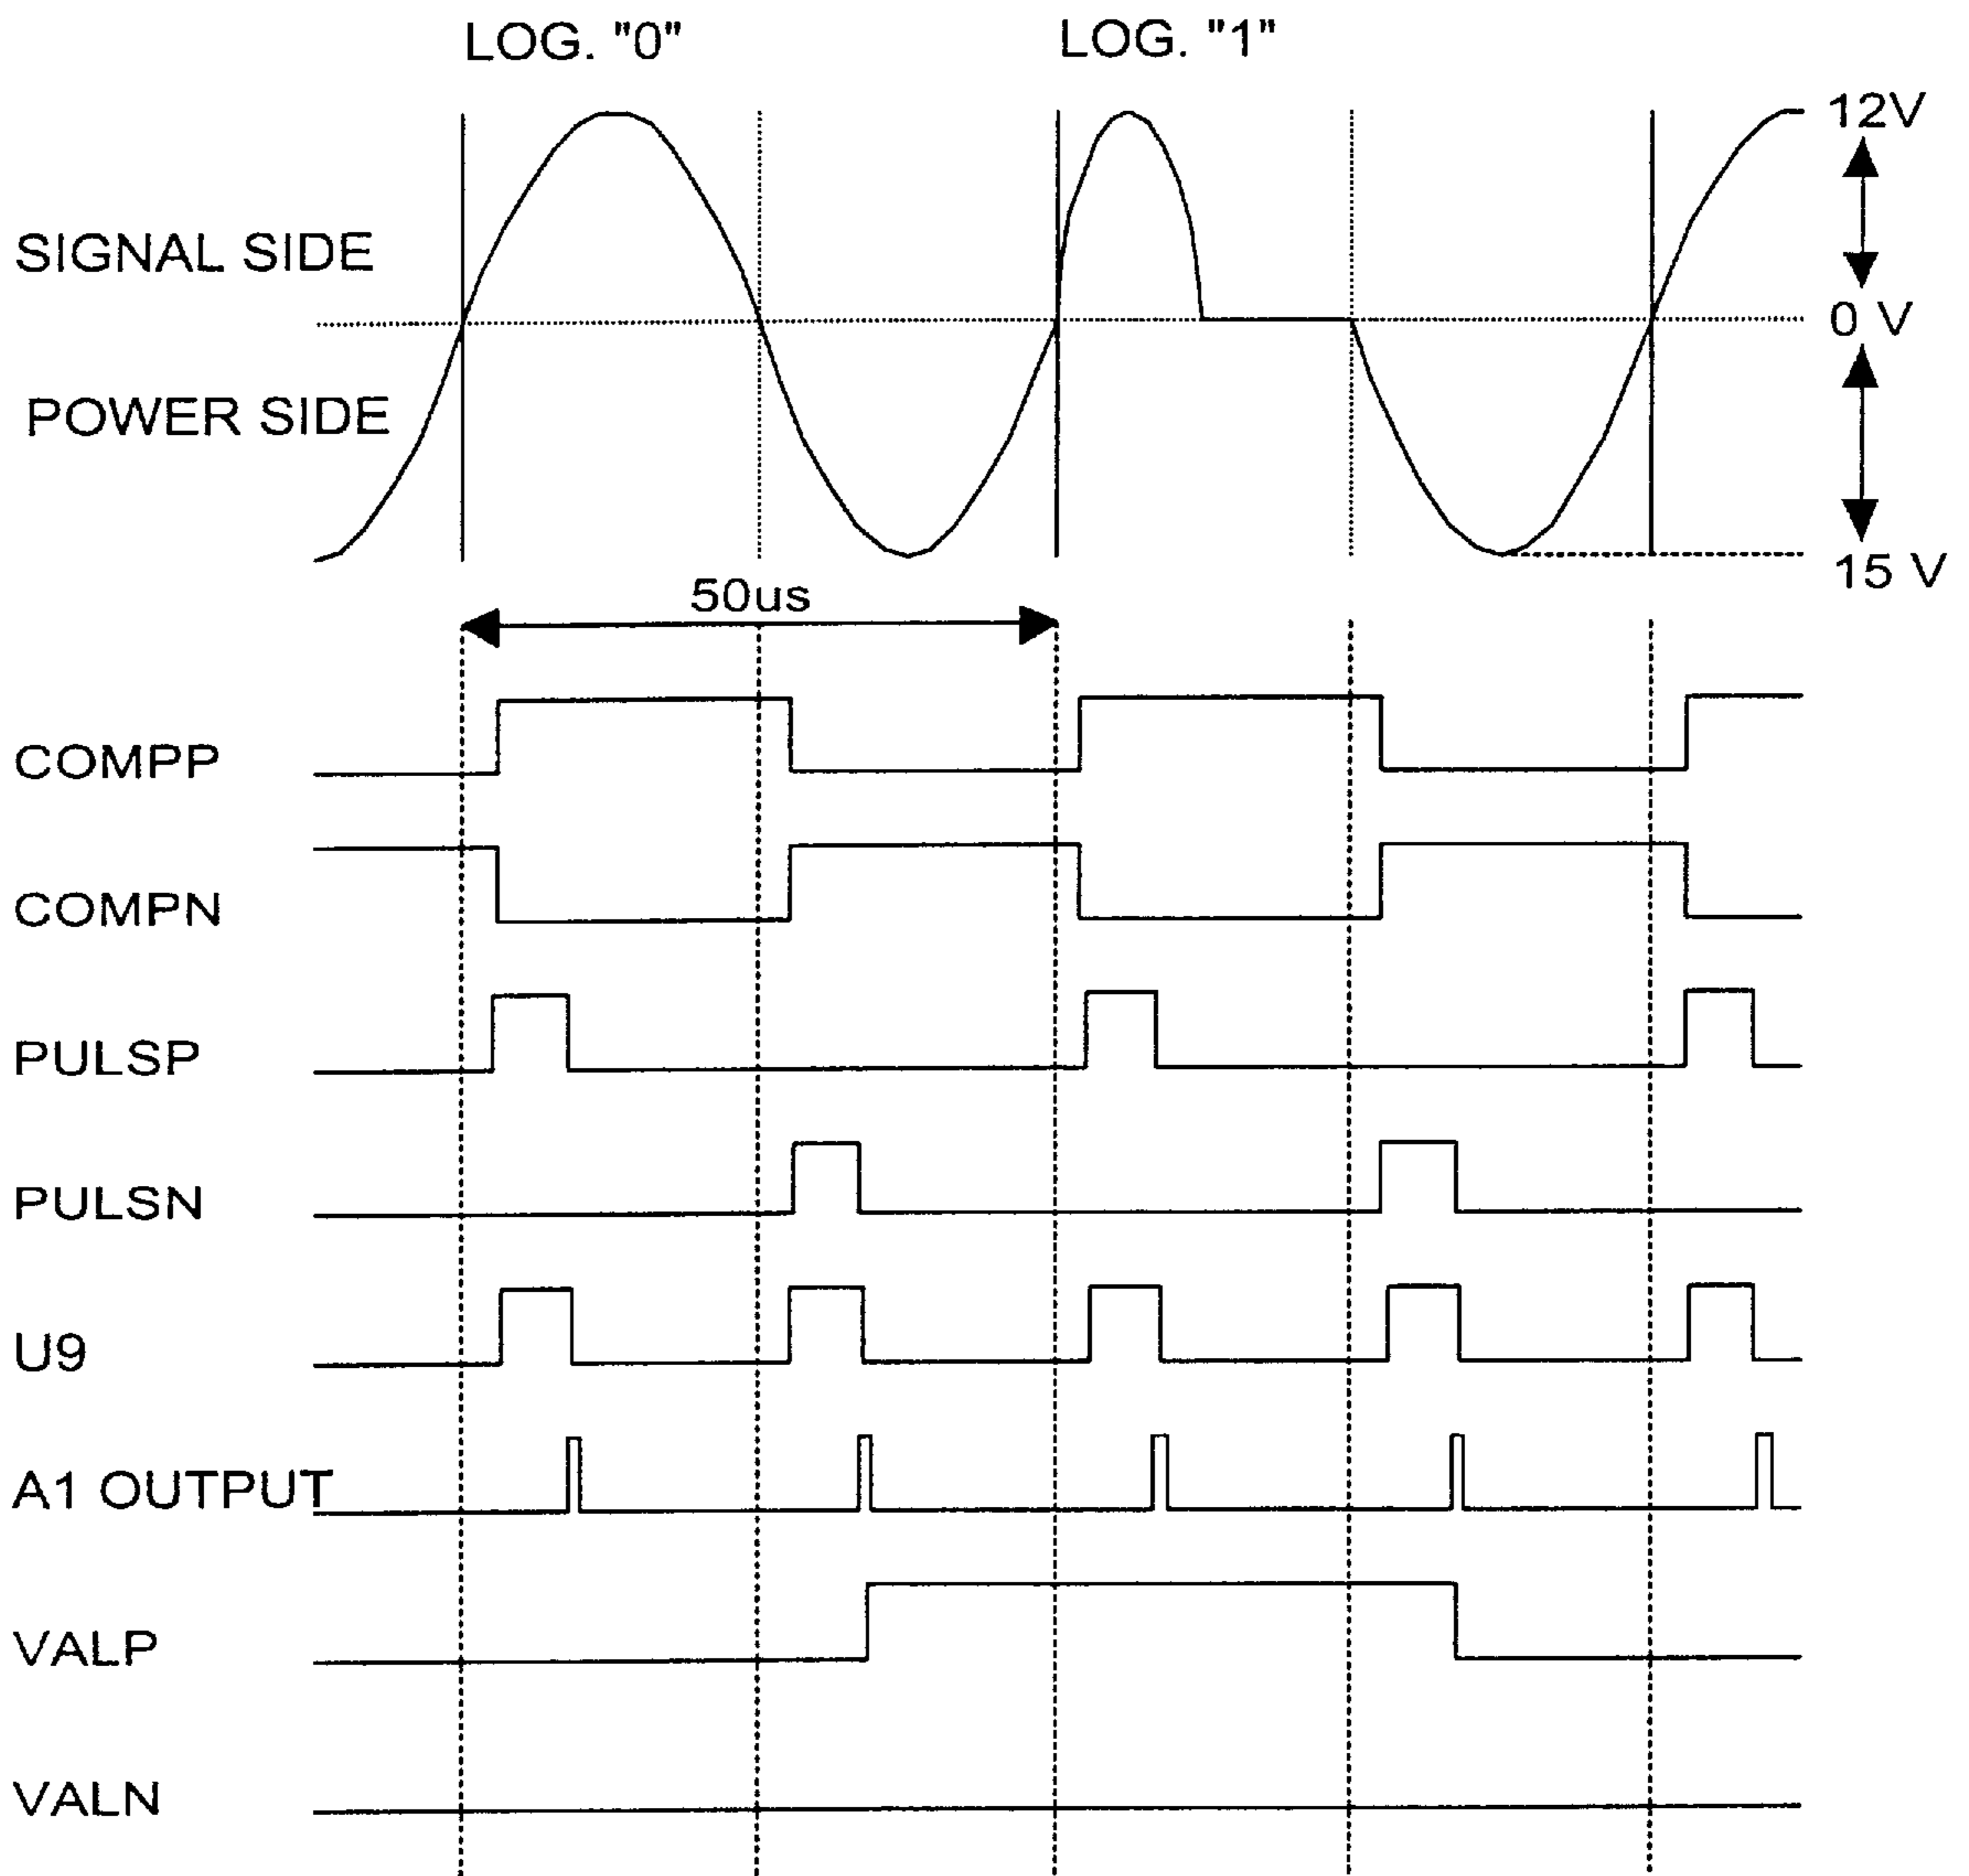 LOG. "0"
LOG. "1"
12V
SIGNAL SIDE
0 V
POWER SIDE
15 V
50us
COMPP
COMPN
PULSP
PULSN
U9
A1 OUTPUT
VALP
VALN